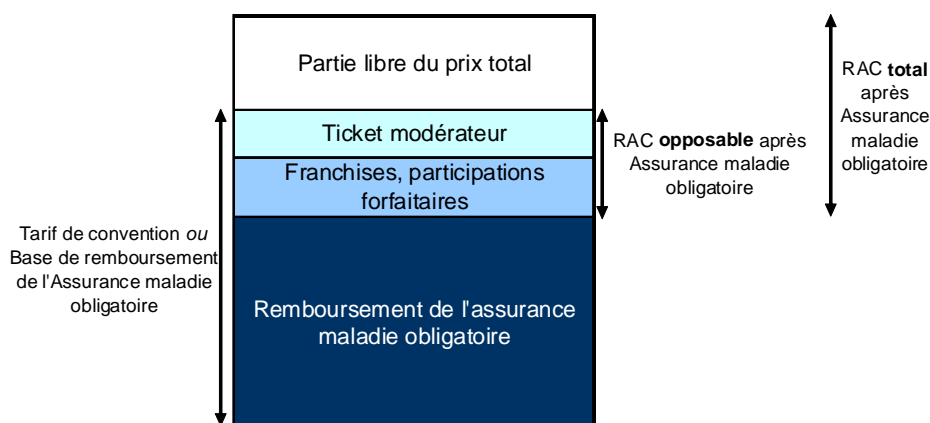 Partie libre du prix total
Ticket modérateur
Franchises, participations
forfaitaires
Remboursement de l'assurance
maladie obligatoire
Tarif de convention ou
Base de remboursement
de l'Assurance maladie
obligatoire
RAC opposable après
Assurance maladie
obligatoire
RAC total
après
Assurance
maladie
obligatoire